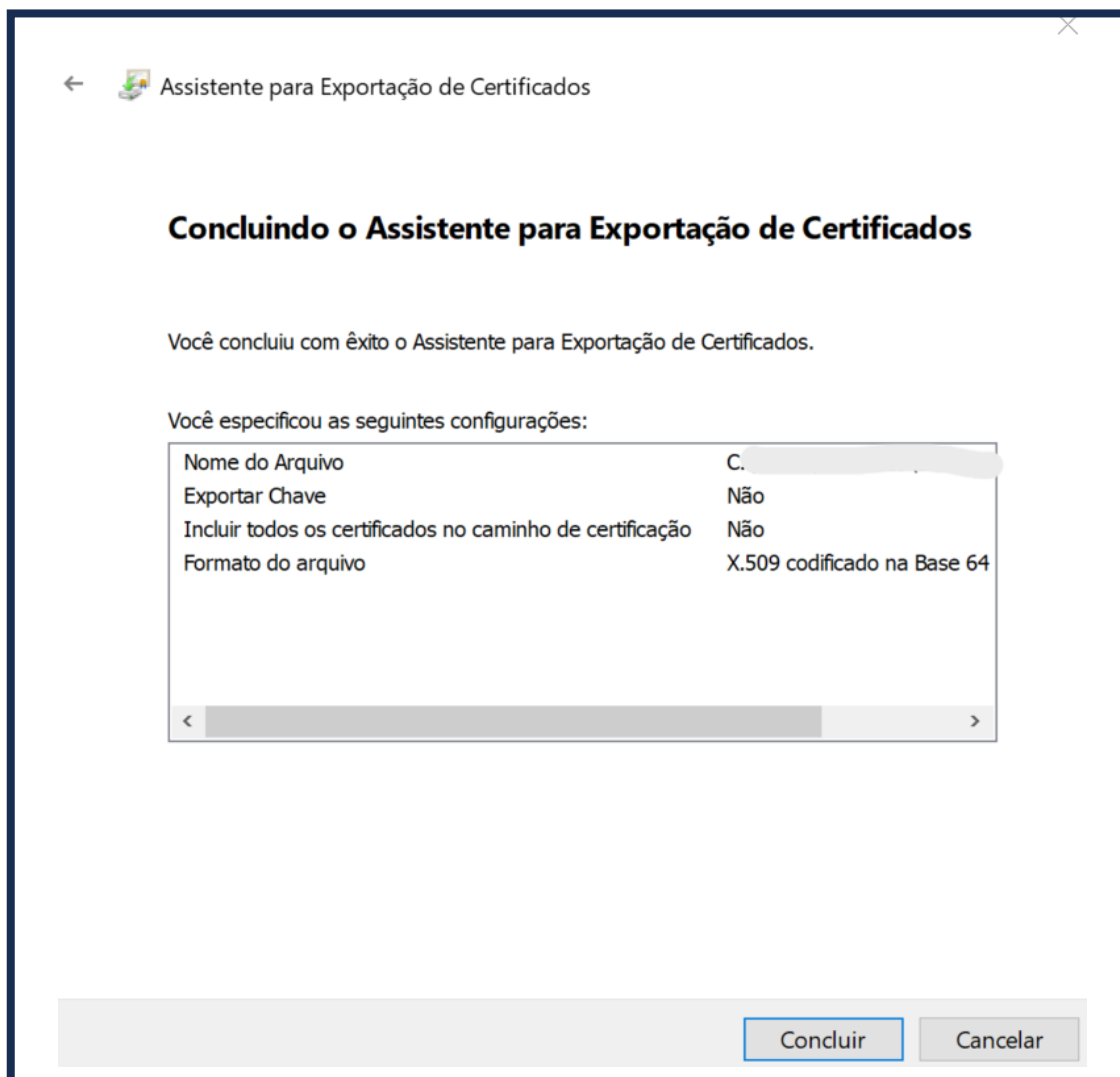 Assistente para Exportação de Certificados
Concluindo o Assistente para Exportação de Certificados
Você concluiu com êxito o Assistente para Exportação de Certificados.
Você especificou as seguintes configurações:
Nome do Arquivo
Exportar Chave Não
Incluir todos os certificados no caminho de certificação Não
Formato do arquivo X.509 codificado na Base 64
Concluir Cancelar